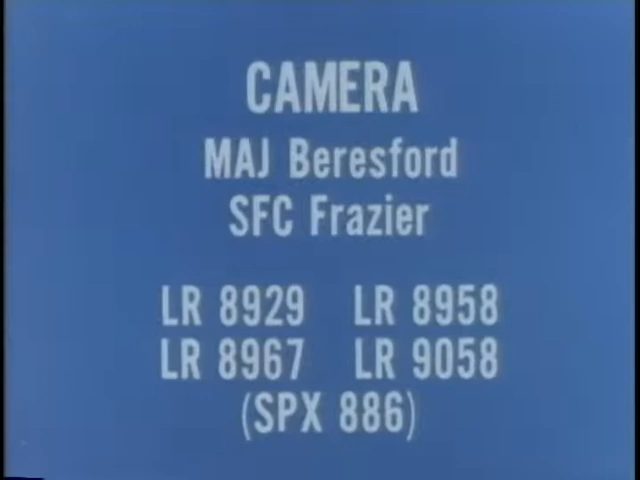 CAMERA
MAJ Beresford
SFC Frazier
LR 8929 LR 8958
LR 8967 LR 9058
(SPX 886)